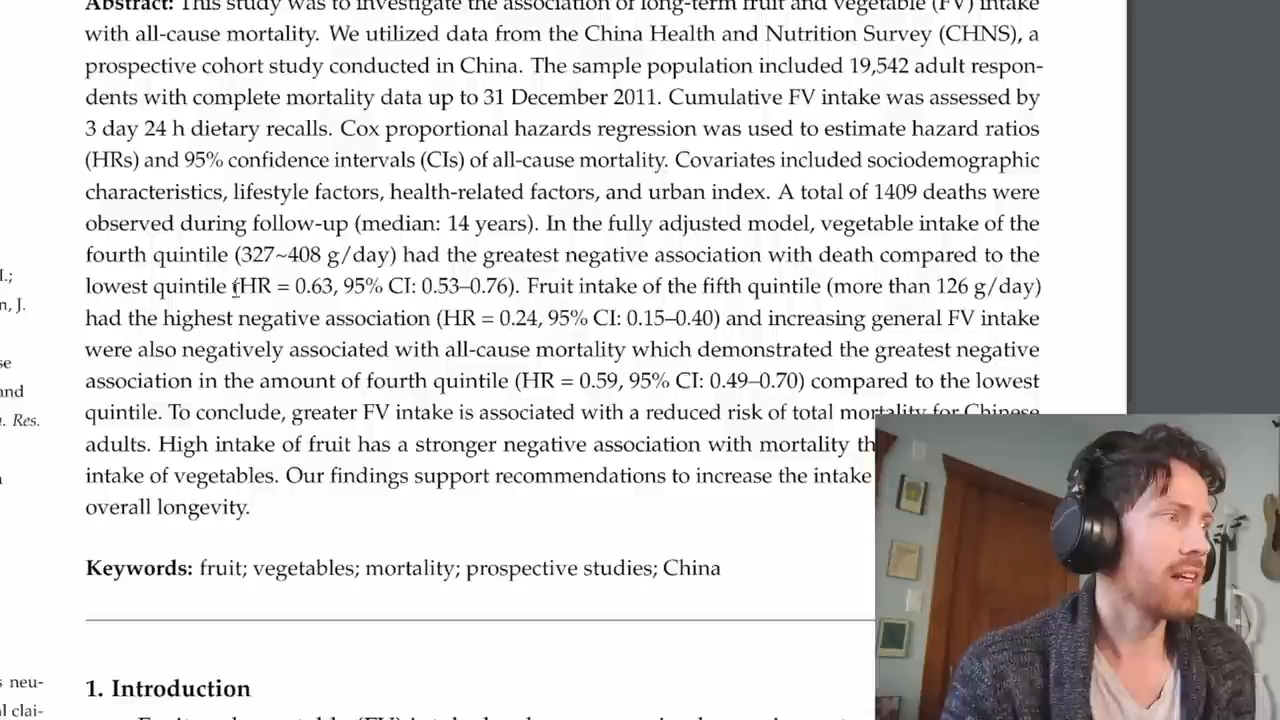 Abstract: This study was to investigate the association of long-term fruit and vegetable (FV) intake
with all-cause mortality. We utilized data from the China Health and Nutrition Survey (CHNS), a
prospective cohort study conducted in China. The sample population included 19,542 adult respon-
dents with complete mortality data up to 31 December 2011. Cumulative FV intake was assessed by
3 day 24 h dietary recalls. Cox proportional hazards regression was used to estimate hazard ratios
(HRs) and 95% confidence intervals (CIs) of all-cause mortality. Covariates included sociodemographic
characteristics, lifestyle factors, health-related factors, and urban index. A total of 1409 deaths were
observed during follow-up (median: 14 years). In the fully adjusted model, vegetable intake of the
fourth quintile (327~408 g/day) had the greatest negative association with death compared to the
lowest quintile (HR = 0.63, 95% CI: 0.53–0.76). Fruit intake of the fifth quintile (more than 126 g/day)
had the highest negative association (HR = 0.24, 95% CI: 0.15–0.40) and increasing general FV intake
were also negatively associated with all-cause mortality which demonstrated the greatest negative
association in the amount of fourth quintile (HR = 0.59, 95% CI: 0.49–0.70) compared to the lowest
quintile. To conclude, greater FV intake is associated with a reduced risk of total mortality for Chinese
adults. High intake of fruit has a stronger negative association with mortality th
intake of vegetables. Our findings support recommendations to increase the intake
overall longevity.
Keywords: fruit; vegetables; mortality; prospective studies; China
1. Introduction
I.;
n, J.
se
and
. Res.
s neu-
l clai-